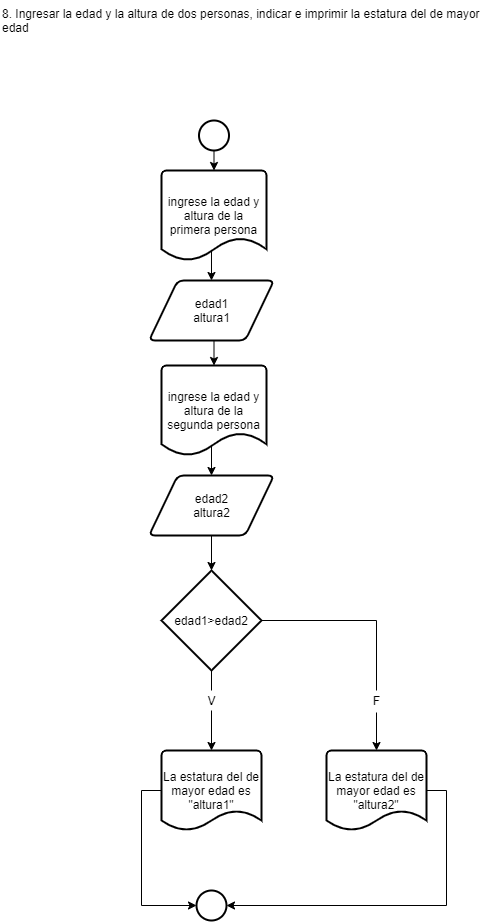 8. Ingresar la edad y la altura de dos personas, indicar e imprimir la estatura del de mayor
edad
ingrese la edad y
altura de la
primera persona
edad1
altura1
ingrese la edad y
altura de la
segunda persona
edad2
altura2
edad1>edad2
V
F
La estatura del de
mayor edad es
"altura1"
La estatura del de
mayor edad es
"altura2"